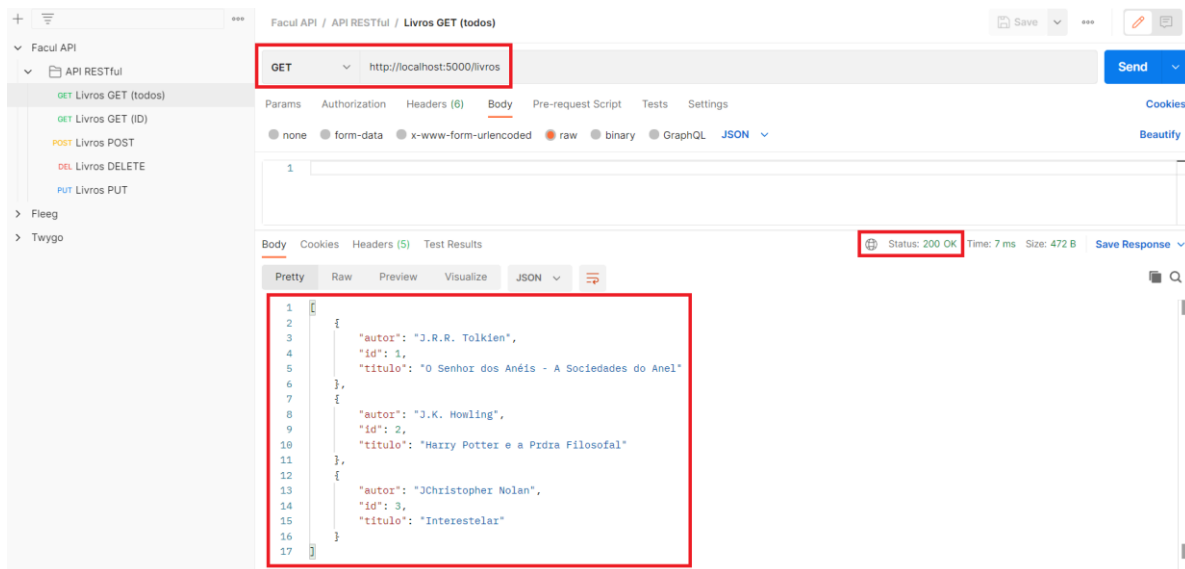 Facul API / API RESTful / Livros GET (todos)
Save
Facul API
API RESTful
GET Livros GET (todos)
GET Livros GET (ID)
POST Livros POST
DEL Livros DELETE
PUT Livros PUT
Fleeg
Twygo
GET http://localhost:5000/livros
Send
Params Authorization Headers (6) Body Pre-request Script Tests Settings
Cookies
none form-data x-www-form-urlencoded raw binary GraphQL JSON
Beautify
1
Body Cookies Headers (5) Test Results
Status: 200 OK Time: 7 ms Size: 472 B Save Response
Pretty Raw Preview Visualize JSON
1 [
2 {
3 "autor": "J.R.R. Tolkien",
4 "id": 1,
5 "titulo": "O Senhor dos Anéis - A Sociedades do Anel"
6 },
7 {
8 "autor": "J.K. Howling",
9 "id": 2,
10 "titulo": "Harry Potter e a Prdra Filosofal"
11 },
12 {
13 "autor": "JChristopher Nolan",
14 "id": 3,
15 "titulo": "Interestelar"
16 }
17 ]